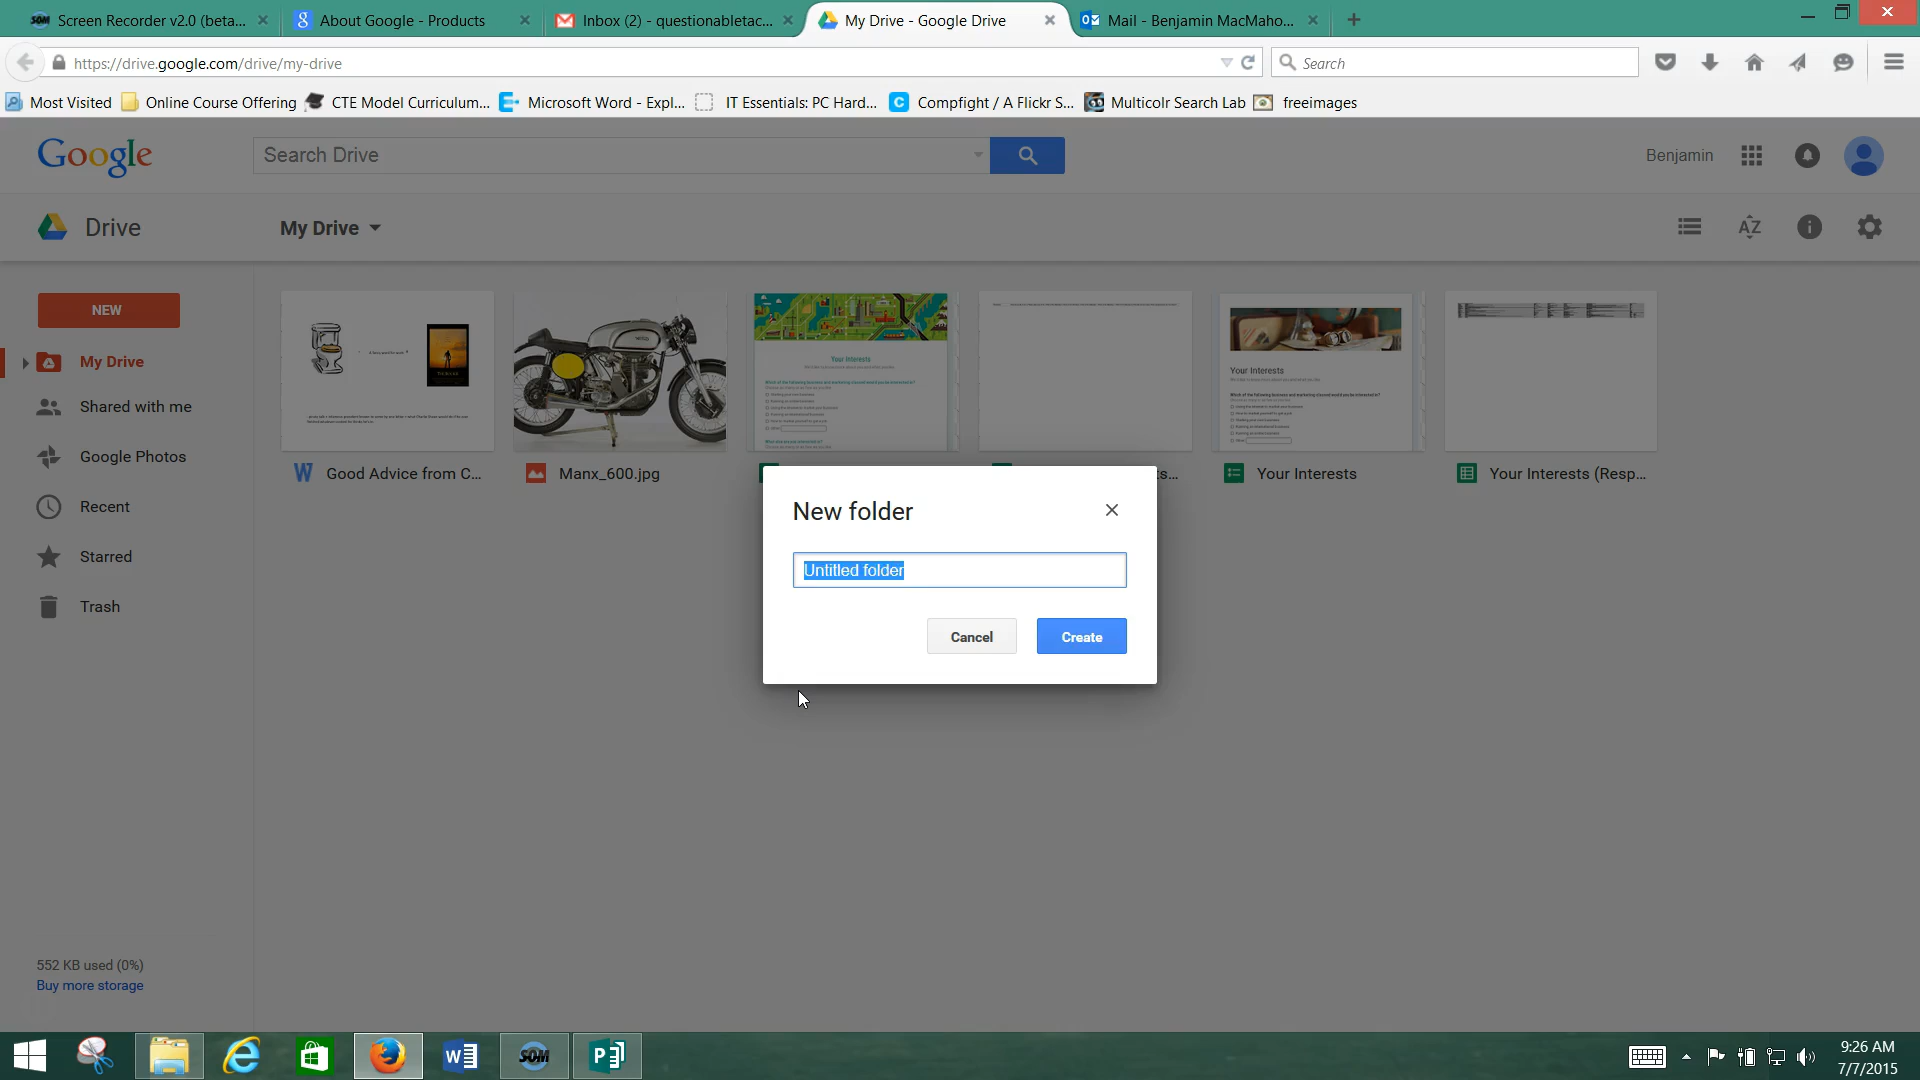 Screen Recorder v2.0 (beta...
About Google - Products
Inbox (2) - questionabletac...
My Drive - Google Drive
Mail - Benjamin MacMaho...
https://drive.google.com/drive/my-drive
Search
Most Visited
Online Course Offering
CTE Model Curriculum...
Microsoft Word - Expl...
IT Essentials: PC Hard...
Compfight / A Flickr S...
Multicolr Search Lab
freeimages
Google
Search Drive
Benjamin
Drive
My Drive
NEW
My Drive
Shared with me
Google Photos
Recent
Starred
Trash
552 KB used (0%)
Buy more storage
Your Interests
Your Interests
Good Advice from C...
Manx_600.jpg
ts...
Your Interests
Your Interests (Resp...
New folder
Untitled folder
Cancel
Create
SOM
9:26 AM
7/7/2015